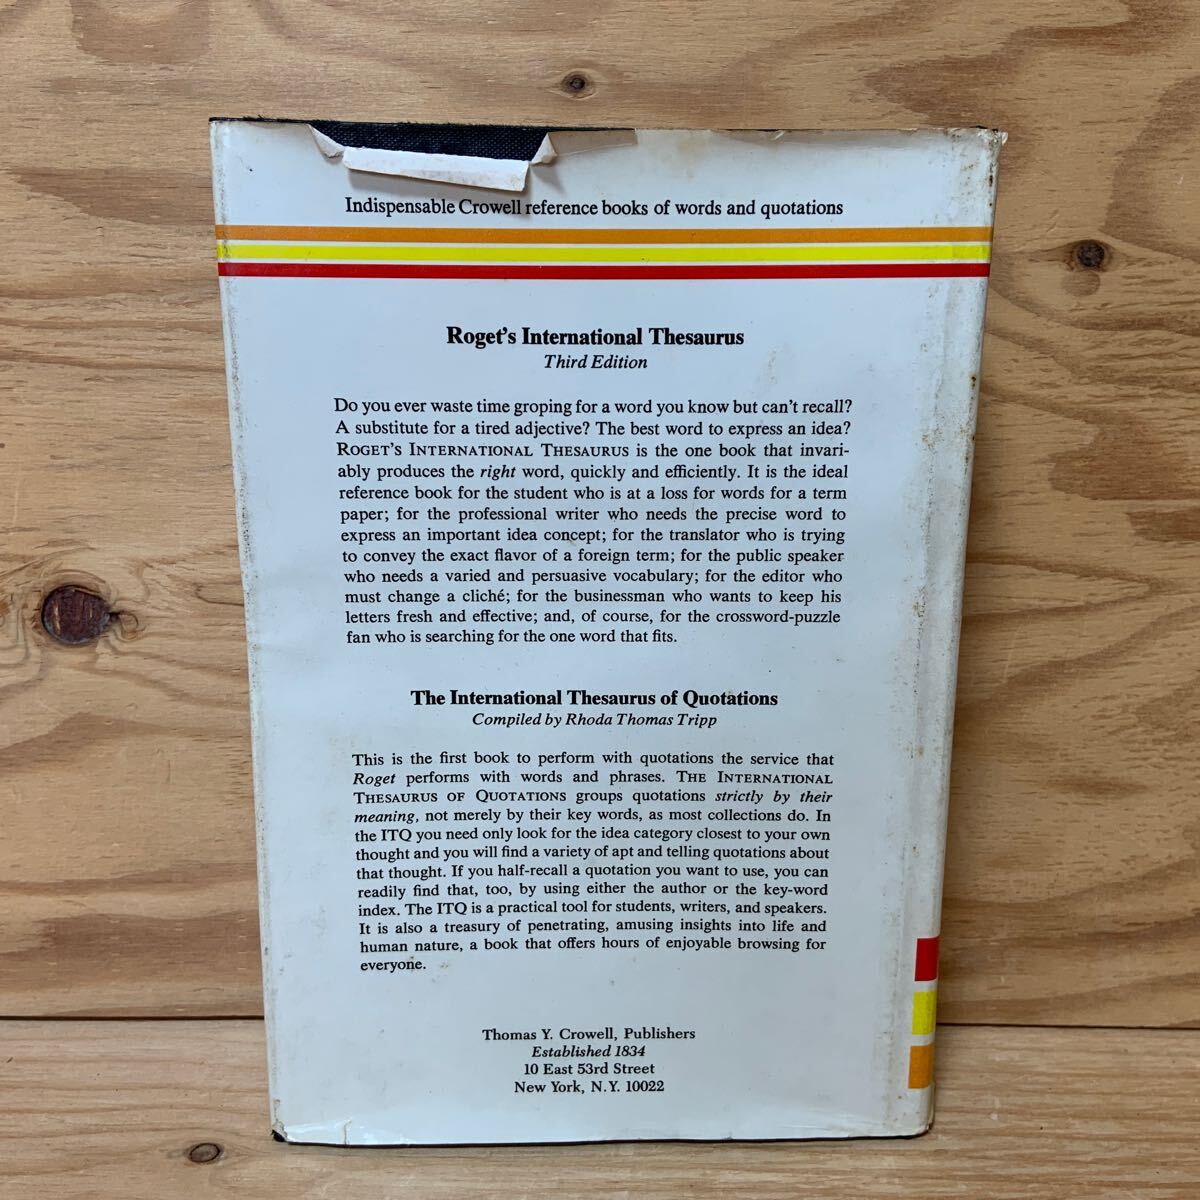 Indispensable Crowell reference books of words and quotations
Roget's International Thesaurus
Third Edition
Do you ever waste time groping for a word you know but can't recall?
A substitute for a tired adjective? The best word to express an idea?
ROGET'S INTERNATIONAL THESAURUS is the one book that invari-
ably produces the right word, quickly and efficiently. It is the ideal
reference book for the student who is at a loss for words for a term
paper; for the professional writer who needs the precise word to
express an important idea concept; for the translator who is trying
to convey the exact flavor of a foreign term; for the public speaker
who needs a varied and persuasive vocabulary; for the editor who
must change a cliché; for the businessman who wants to keep his
letters fresh and effective; and, of course, for the crossword-puzzle
fan who is searching for the one word that fits.
The International Thesaurus of Quotations
Compiled by Rhoda Thomas Tripp
This is the first book to perform with quotations the service that
Roget performs with words and phrases. THE INTERNATIONAL
THESAURUS OF QUOTATIONS groups quotations strictly by their
meaning, not merely by their key words, as most collections do. In
the ITQ you need only look for the idea category closest to your own
thought and you will find a variety of apt and telling quotations about
that thought. If you half-recall a quotation you want to use, you can
readily find that, too, by using either the author or the key-word
index. The ITQ is a practical tool for students, writers, and speakers.
It is also a treasury of penetrating, amusing insights into life and
human nature, a book that offers hours of enjoyable browsing for
everyone.
Thomas Y. Crowell, Publishers
Established 1834
10 East 53rd Street
New York, N.Y. 10022